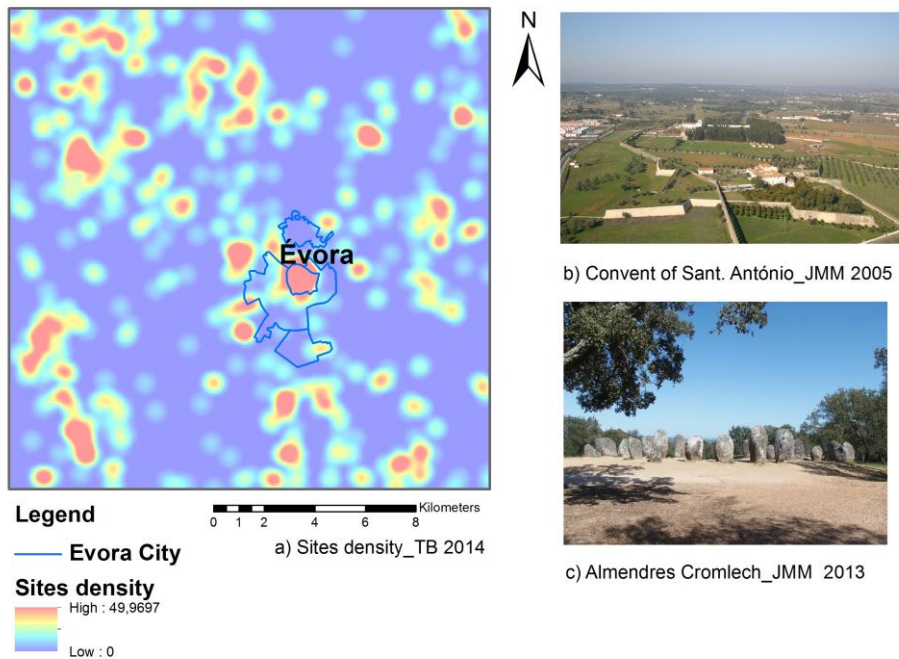 Évora
N
Legend
Evora City
Sites density
High : 49,9697
Low : 0
0 1 2 4 6 8 Kilometers
a) Sites density_TB 2014
b) Convent of Sant. António_JMM 2005
c) Almendres Cromlech_JMM 2013